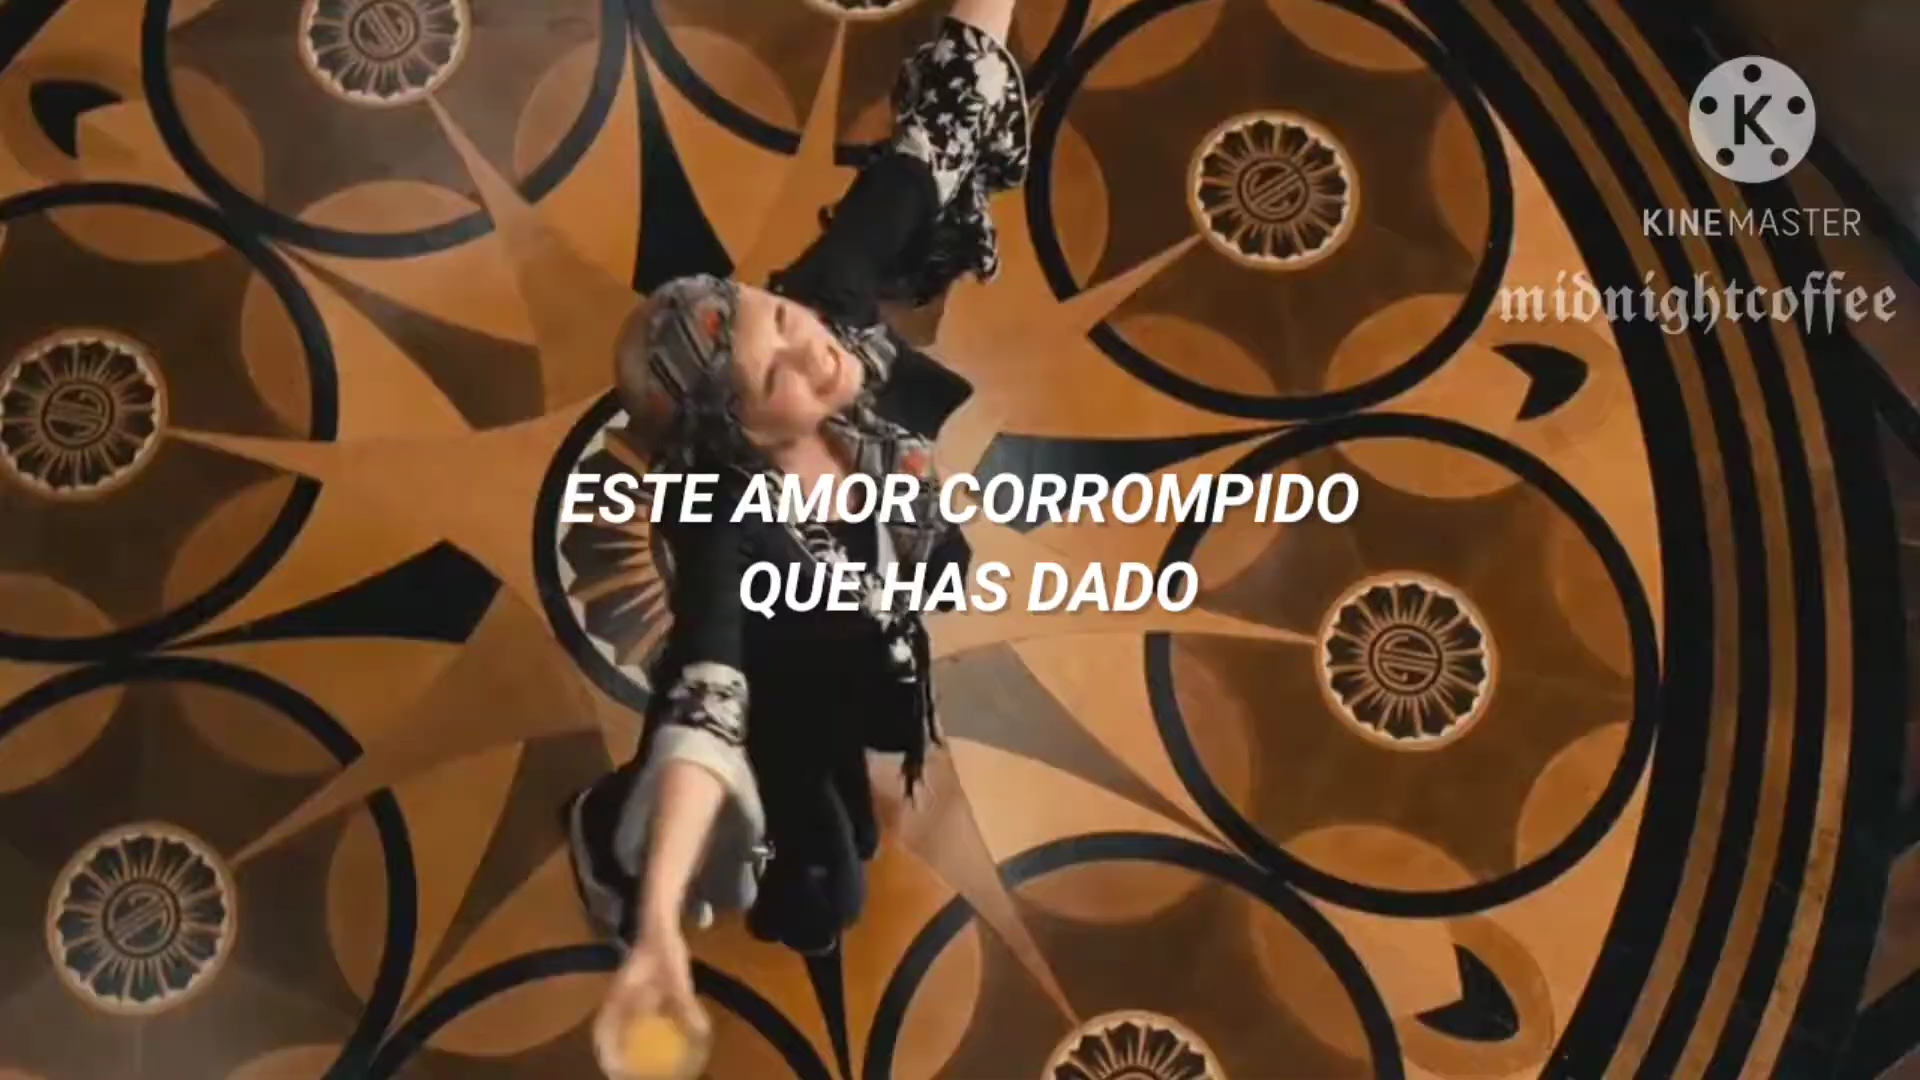 KINEMASTER
midnightcoffee
ESTE AMOR CORROMPIDO
QUE HAS DADO